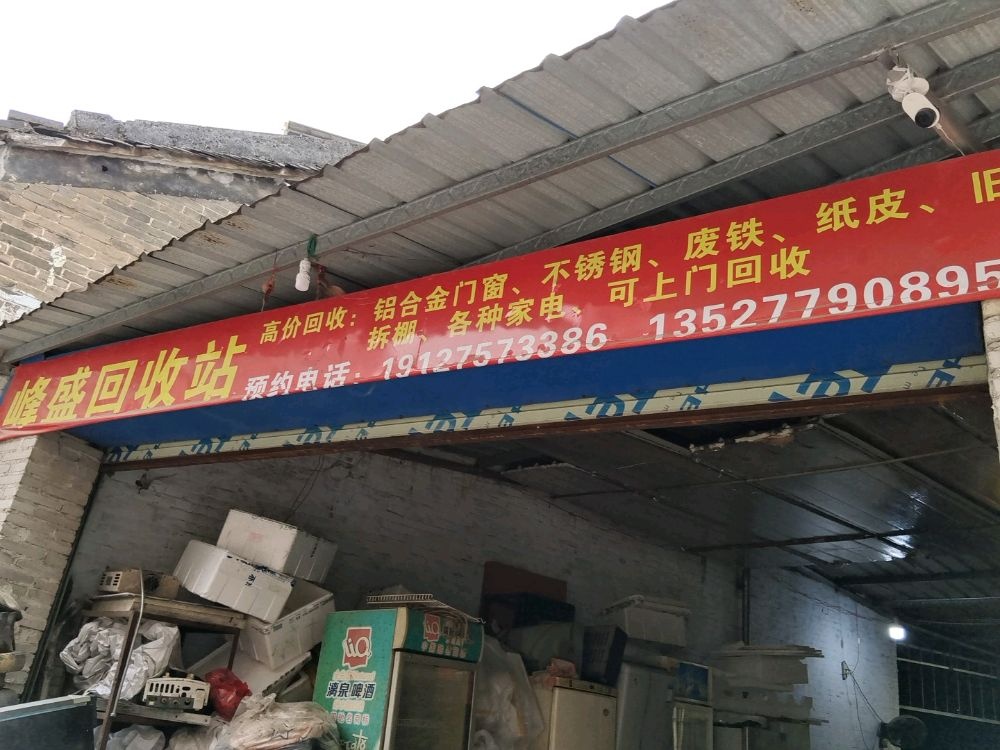 峰盛回收站
高价回收：铝合金门窗、不锈钢、废铁、纸皮、旧
拆棚、各种家电、可上门回收
预约电话：19127573386 13527790895
漓泉啤酒